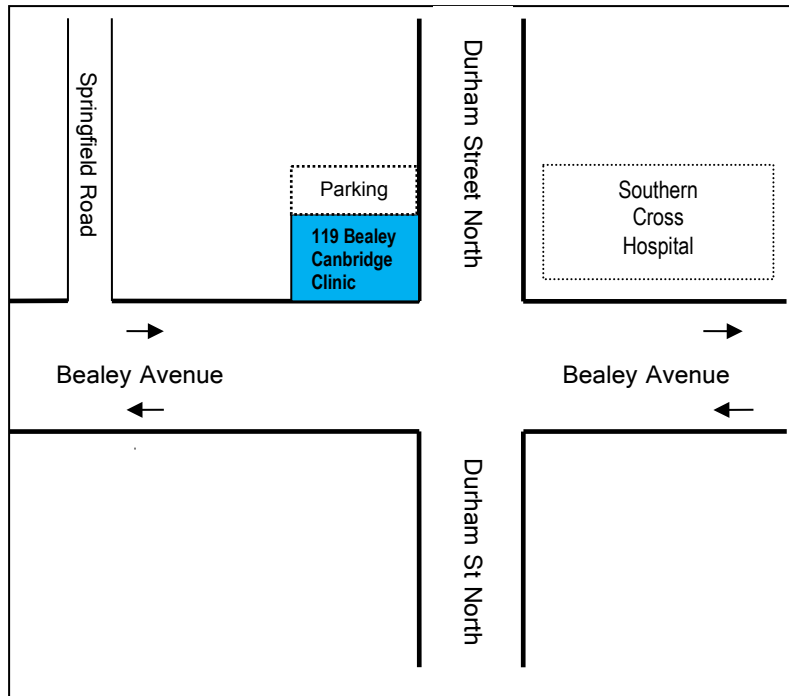 Springfield Road
Durham Street North
Parking
119 Bealey
Canbridge
Clinic
Southern
Cross
Hospital
Bealey Avenue
Bealey Avenue
Durham St North